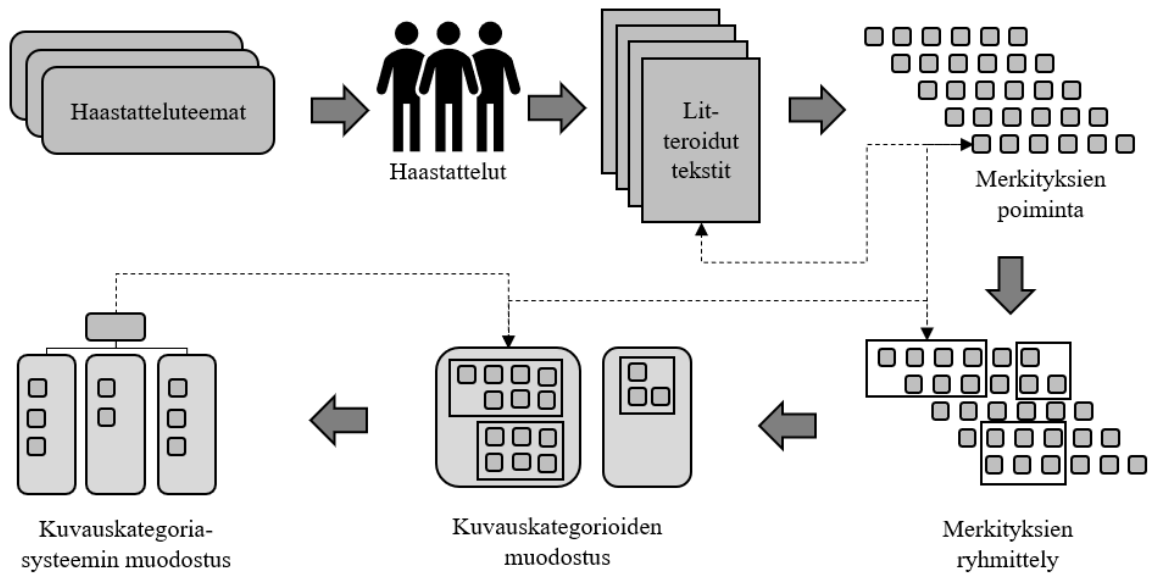 Haastatteluteemat
Haastattelut
Lit-
teroidut
tekstit
Merkityksien
poiminta
Kuvauskategoria-
systeemin muodostus
Kuvauskategorioiden
muodostus
Merkityksien
ryhmittely